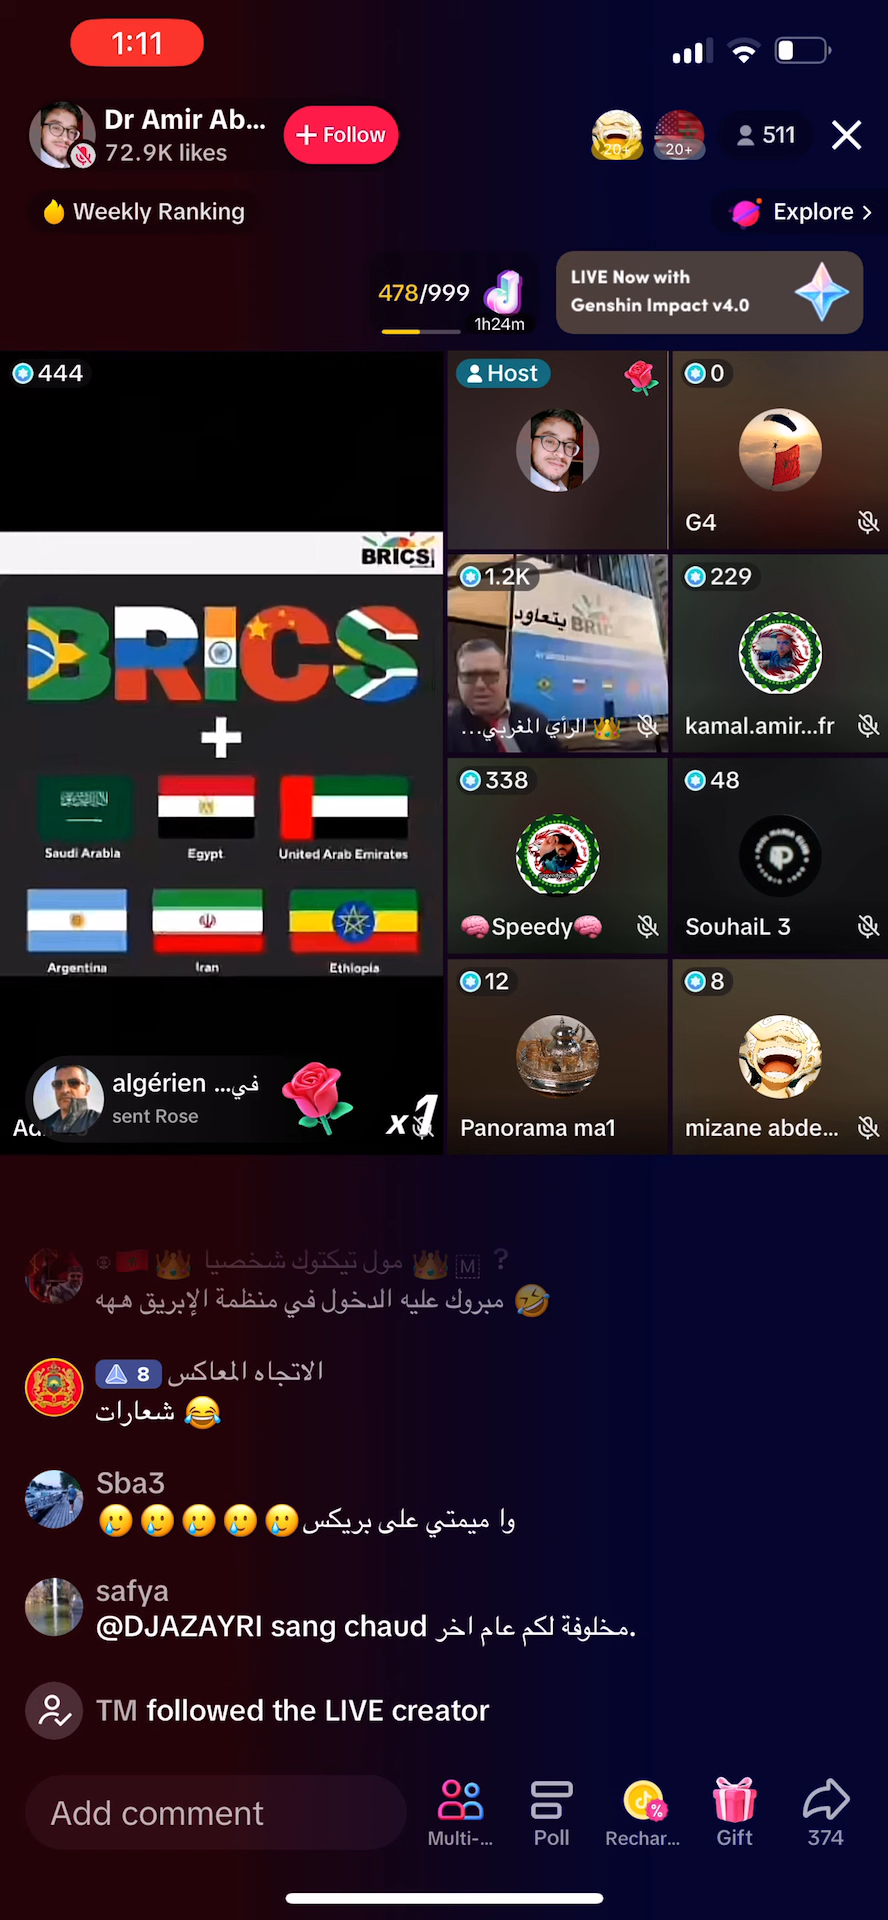 1:11
Dr Amir Ab...
72.9K likes
+ Follow
20+
20+
511
Weekly Ranking
Explore >
478/999
1h24m
LIVE Now with
Genshin Impact v4.0
444
BRICS
BRICS
+
Saudi Arabia
Egypt
United Arab Emirates
Argentina
Iran
Ethiopia
algérien ...في
sent Rose
x1
Host
0
G4
1.2K
يتعاود
الرأي المغربي...
229
kamal.amir...fr
338
Speedy
48
SouhaiL 3
12
Panorama ma1
8
mizane abde...
مول تيكتوك شخصيا M ?
مبروك عليه الدخول في منظمة الإبريق ههه 🤣
8 الاتجاه المعاكس
شعارات 😂
Sba3
وا ميمتي على بريكس🥲🥲🥲🥲🥲
safya
@DJAZAYRI sang chaud مخلوفة لكم عام اخر.
TM followed the LIVE creator
Add comment
Multi-...
Poll
Rechar...
Gift
374